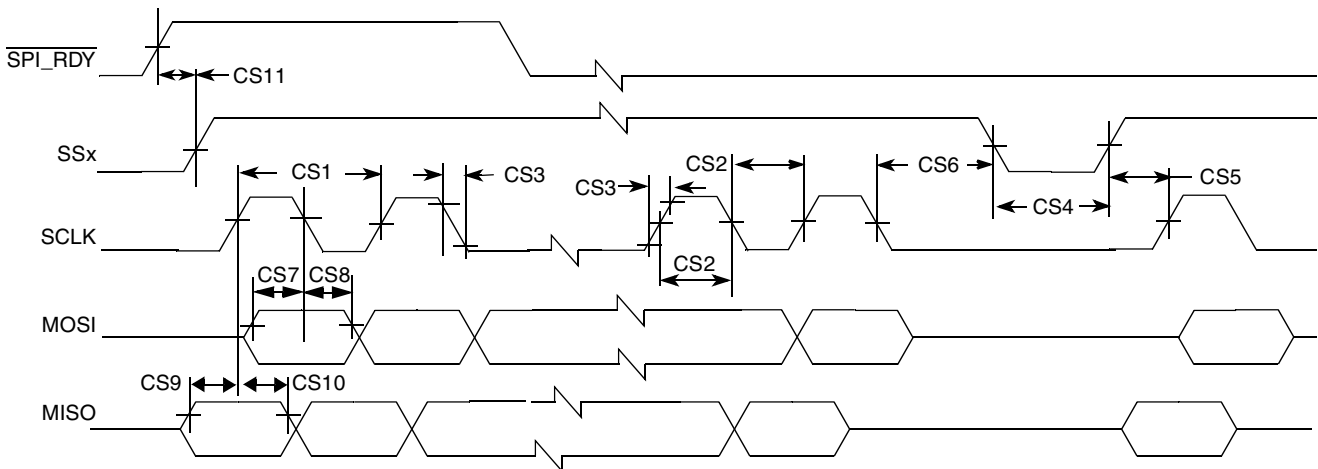 SPI_RDY
CS11
SSx
CS1
CS3
CS3
CS2
CS6
CS5
CS4
SCLK
CS2
CS7
CS8
MOSI
CS9
CS10
MISO